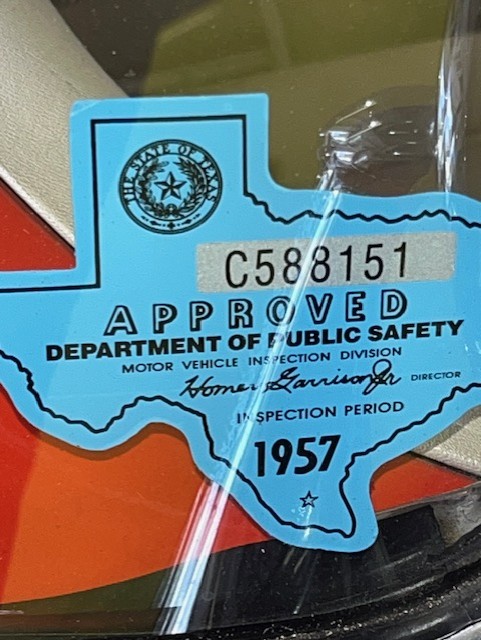 THE STATE OF TEXAS
C588151
APPROVED
DEPARTMENT OF PUBLIC SAFETY
MOTOR VEHICLE INSPECTION DIVISION
Homer Garrison Jr DIRECTOR
INSPECTION PERIOD
1957